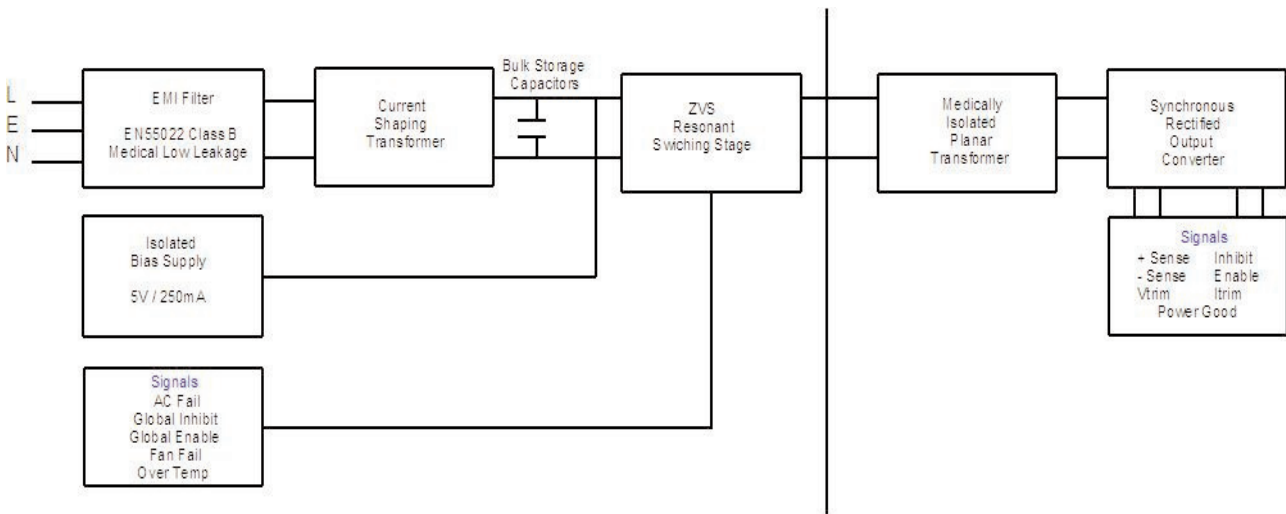 L
E
N
EMI Filter
EN55022 Class B
Medical Low Leakage
Current
Shaping
Transformer
Bulk Storage
Capacitors
ZVS
Resonant
Swiching Stage
Medically
Isolated
Planar
Transformer
Synchronous
Rectified
Output
Converter
Isolated
Bias Supply
5V / 250mA
Signals
+ Sense Inhibit
- Sense Enable
Vtrim Itrim
Power Good
Signals
AC Fail
Global Inhibit
Global Enable
Fan Fail
Over Temp